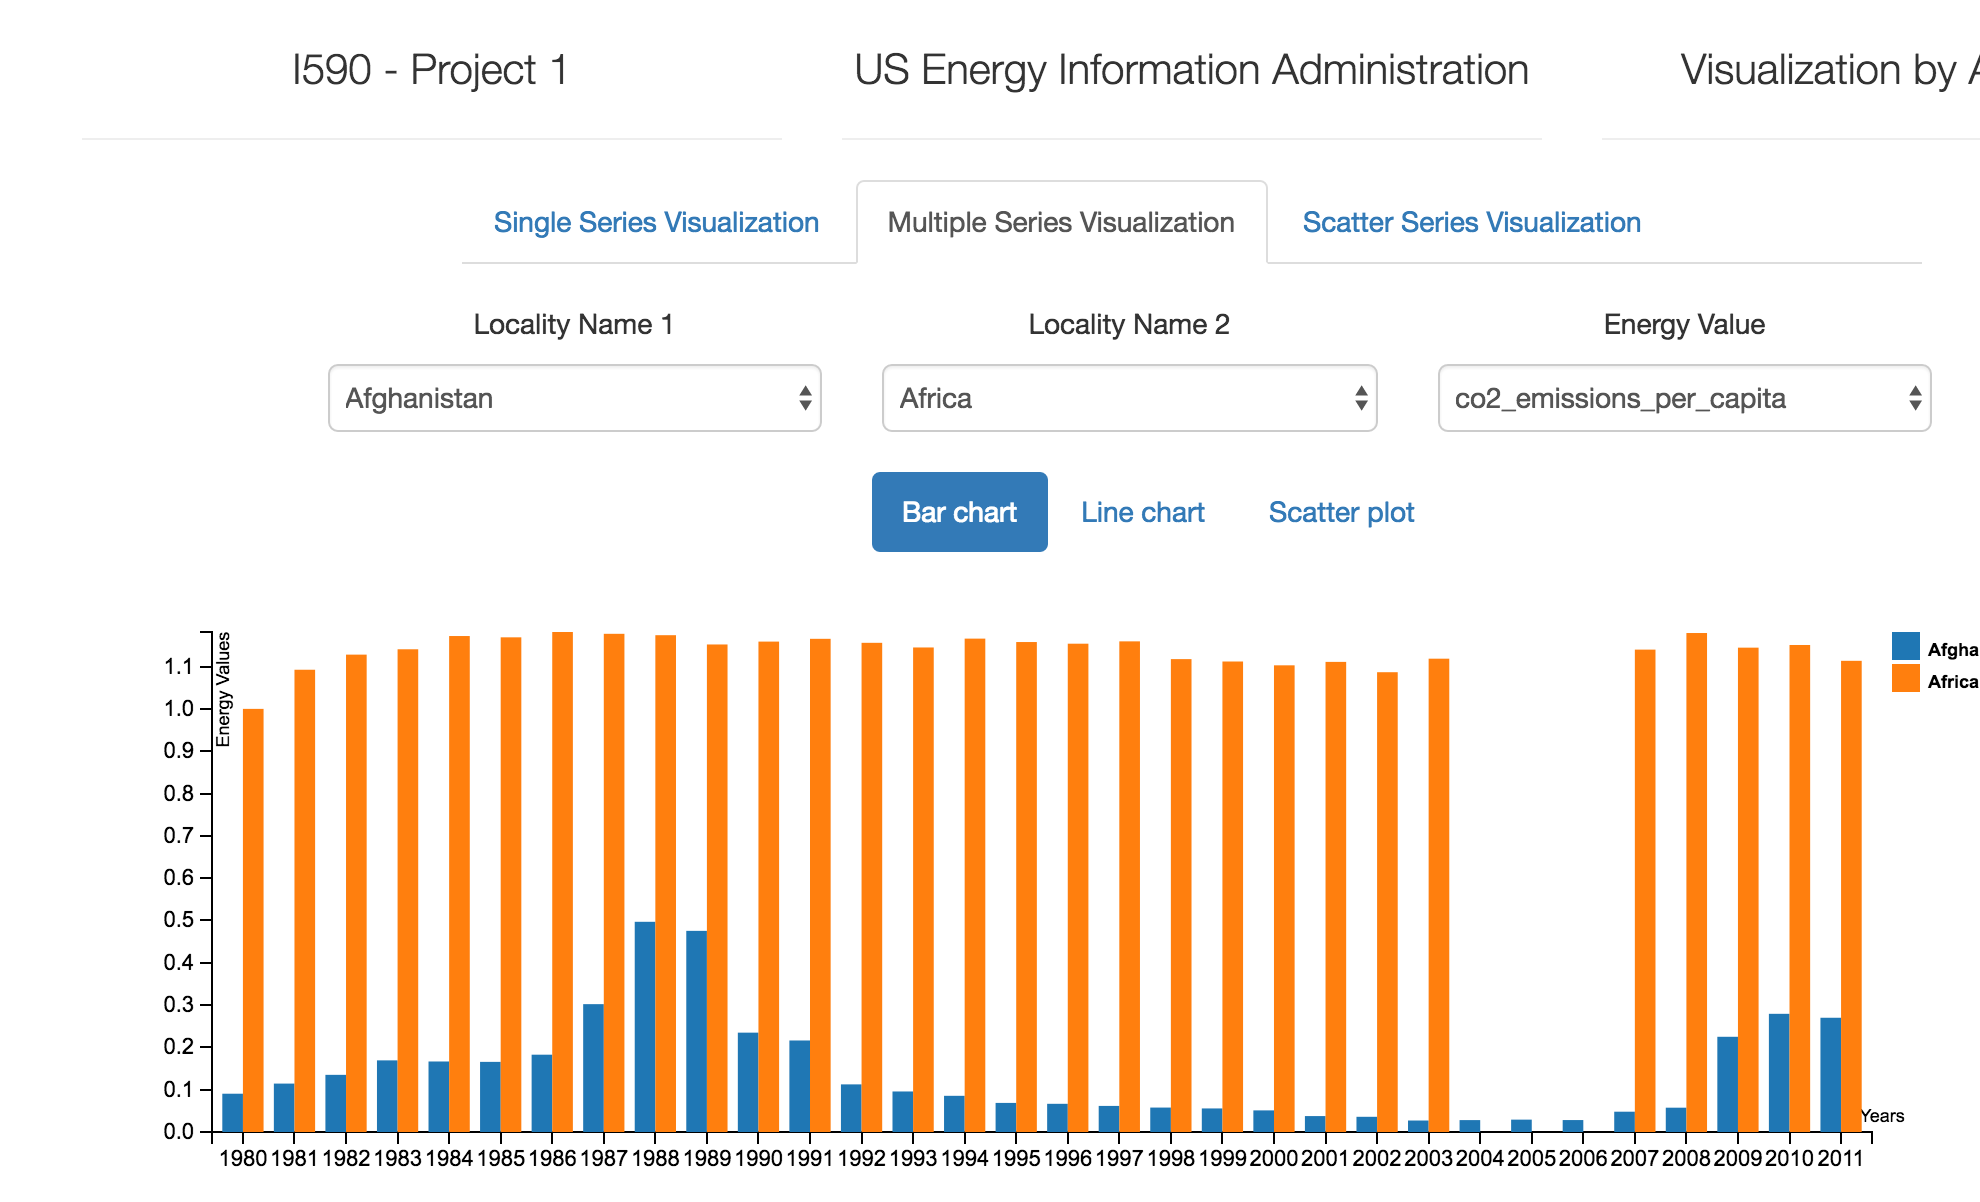 I590 - Project 1
US Energy Information Administration
Visualization by A
Single Series Visualization
Multiple Series Visualization
Scatter Series Visualization
Locality Name 1
Locality Name 2
Energy Value
Afghanistan
Africa
co2_emissions_per_capita
Bar chart
Line chart
Scatter plot
Energy Values
1.1
1.0
0.9
0.8
0.7
0.6
0.5
0.4
0.3
0.2
0.1
0.0
Afgha
Africa
Years
1980 1981 1982 1983 1984 1985 1986 1987 1988 1989 1990 1991 1992 1993 1994 1995 1996 1997 1998 1999 2000 2001 2002 2003 2004 2005 2006 2007 2008 2009 2010 2011